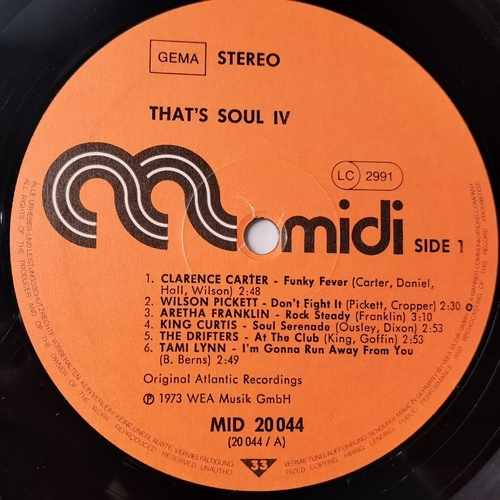 GEMA STEREO
THAT'S SOUL IV
LC 2991
midi SIDE 1
1. CLARENCE CARTER - Funky Fever (Carter, Daniel,
Hall, Wilson) 2:48
2. WILSON PICKETT - Don't Fight It (Pickett, Cropper) 2:30
3. ARETHA FRANKLIN - Rock Steady (Franklin) 3:10
4. KING CURTIS - Soul Serenade (Ousley, Dixon) 2:53
5. THE DRIFTERS - At the Club (King, Goffin) 2:53
6. TAMI LYNN - I'm Gonna Run Away From You
(B. Berns) 2:49
Original Atlantic Recordings
Ⓟ 1973 WEA Musik GmbH
MID 20 044
(20 044 / A)
33